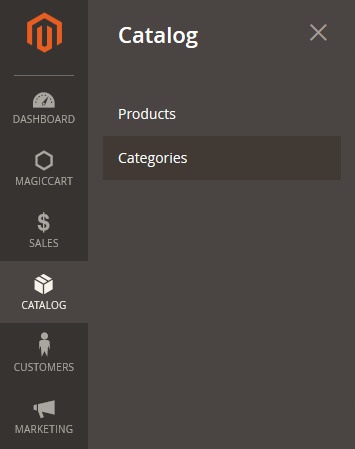 Catalog
Products
Categories
DASHBOARD
MAGICCART
SALES
CATALOG
CUSTOMERS
MARKETING